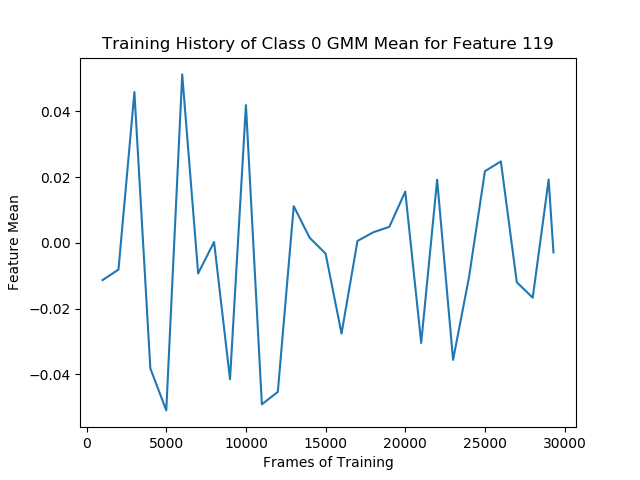 Training History of Class 0 GMM Mean for Feature 119
Feature Mean
0.04
0.02
0.00
−0.02
−0.04
0 5000 10000 15000 20000 25000 30000
Frames of Training